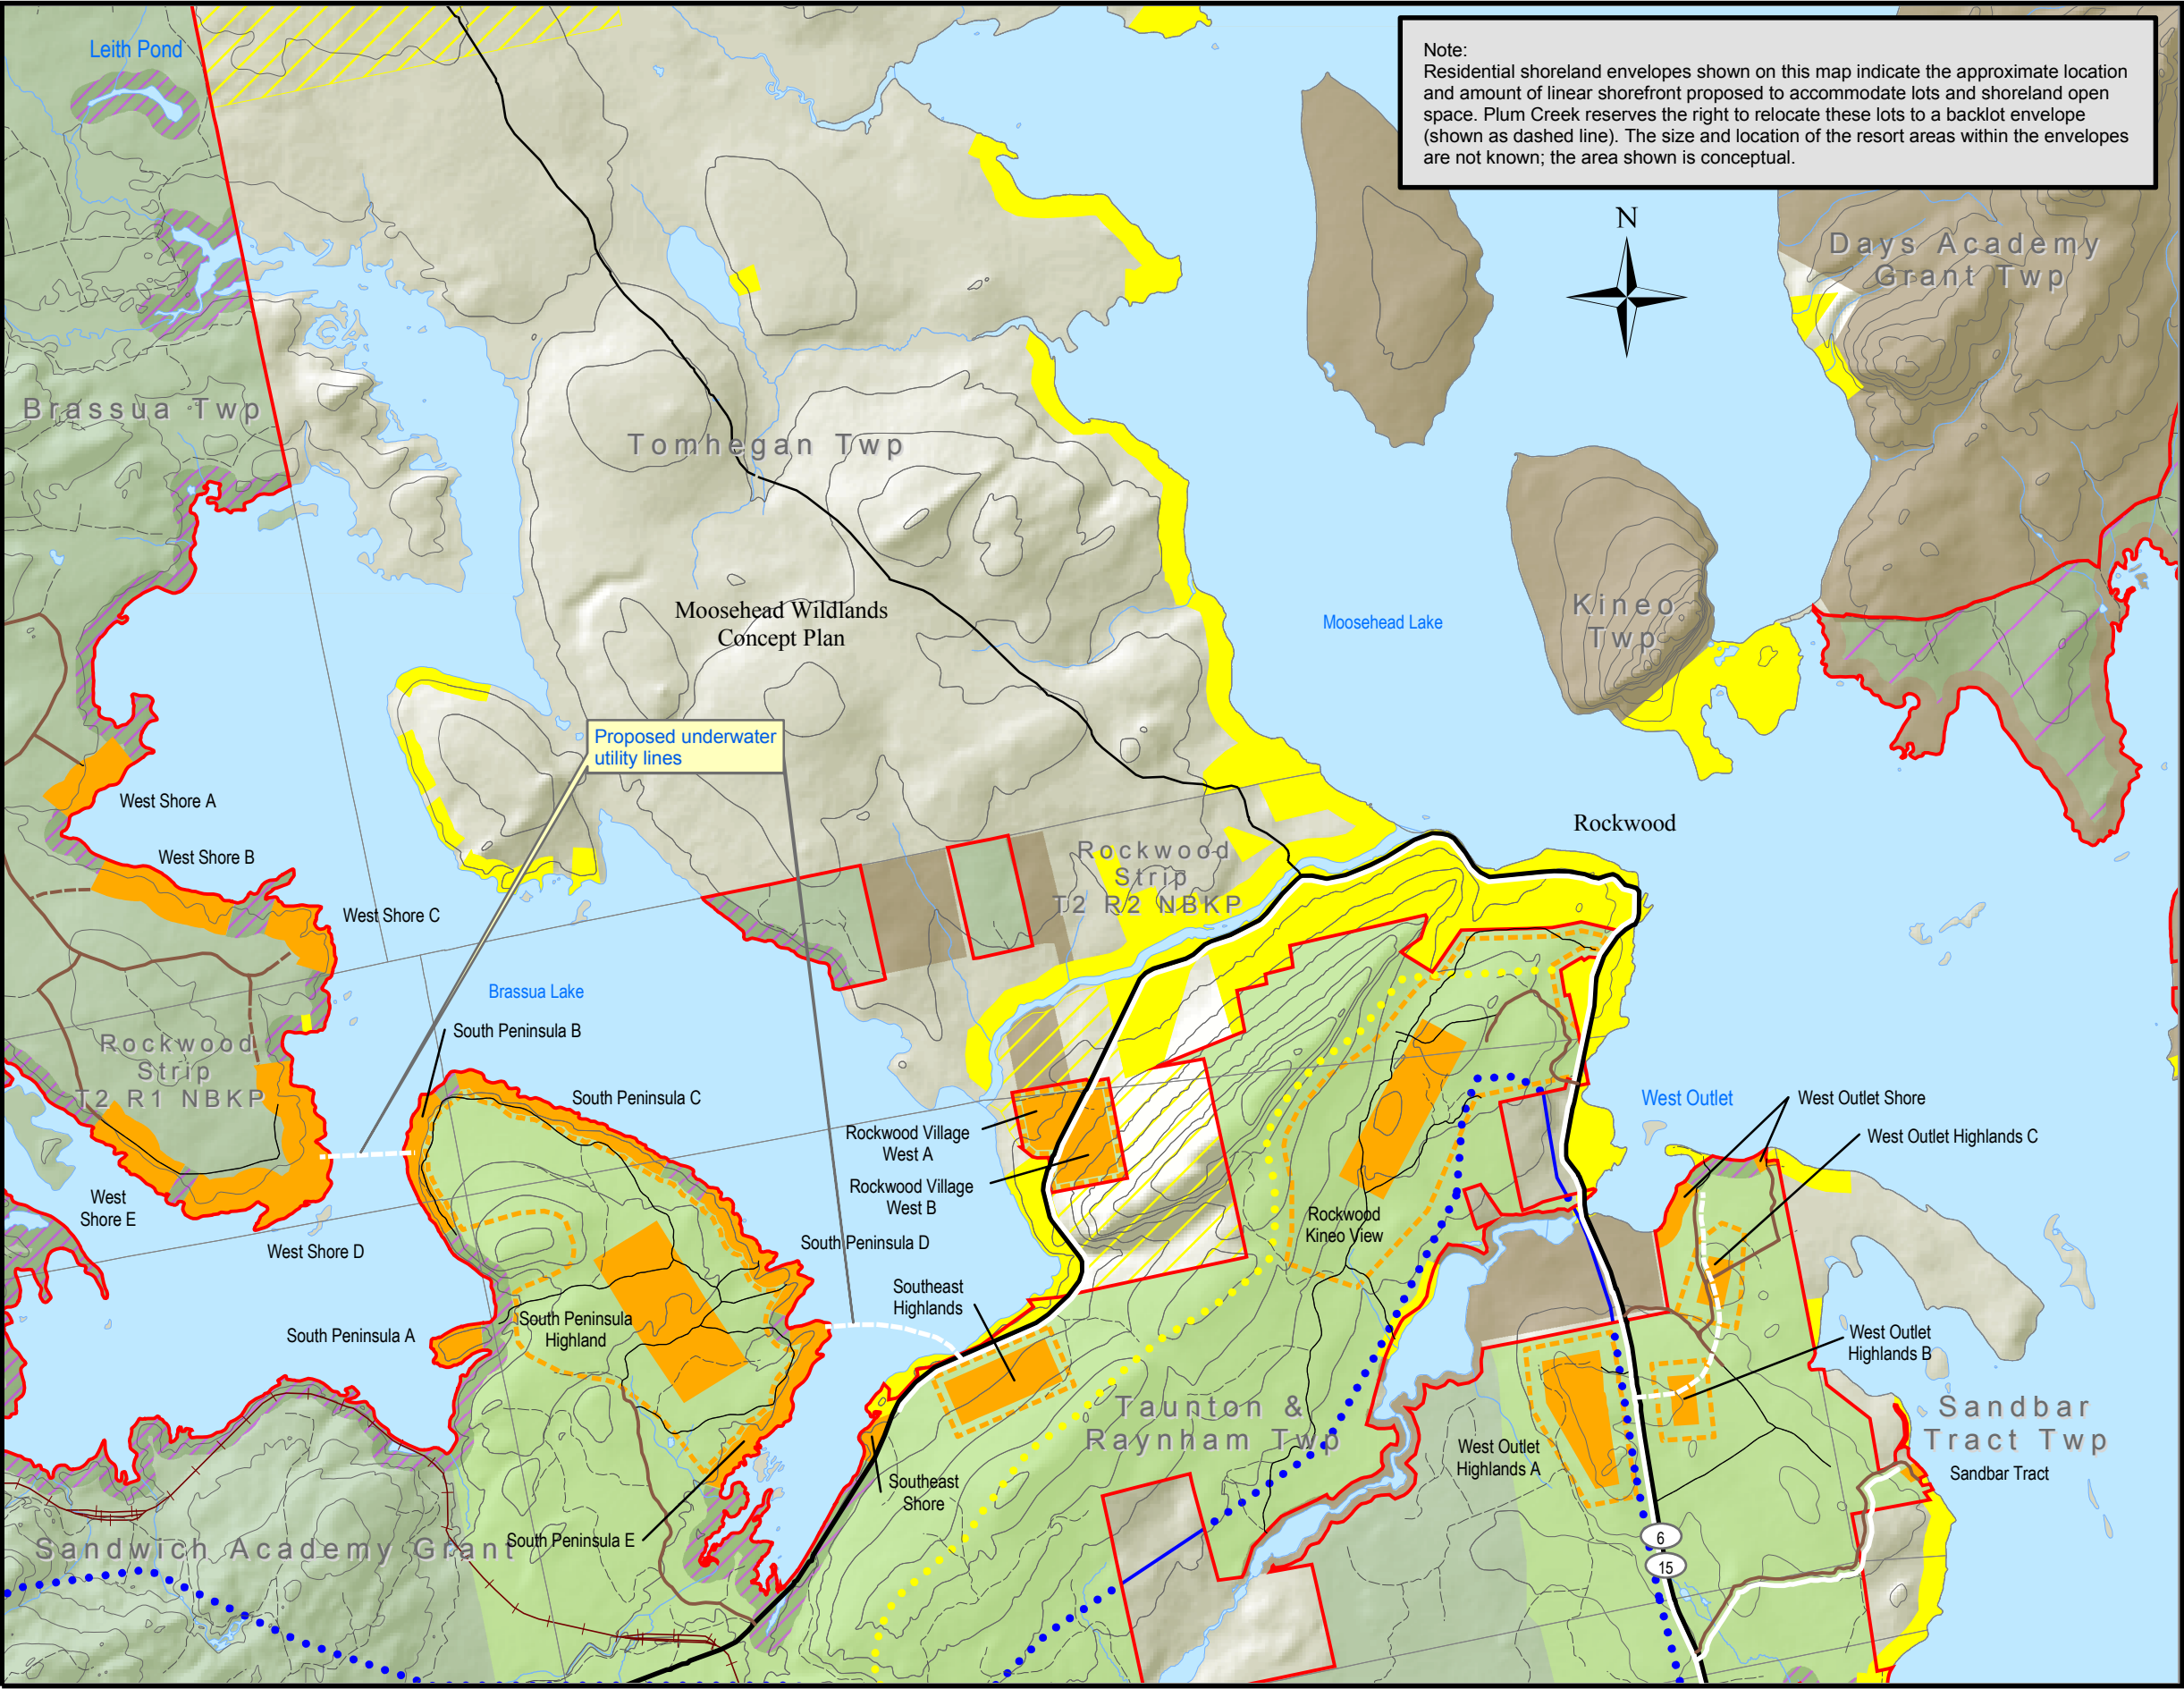 Leith Pond
Note:
Residential shoreland envelopes shown on this map indicate the approximate location
and amount of linear shorefront proposed to accommodate lots and shoreland open
space. Plum Creek reserves the right to relocate these lots to a backlot envelope
(shown as dashed line). The size and location of the resort areas within the envelopes
are not known; the area shown is conceptual.
N
Days Academy
Grant Twp
Brassua Twp
Tomhegan Twp
Moosehead Wildlands
Concept Plan
Moosehead Lake
Kineo
Twp
Proposed underwater
utility lines
West Shore A
Rockwood
West Shore B
Rockwood
Strip
T2 R2 NBKP
West Shore C
Brassua Lake
South Peninsula B
Rockwood
Strip
T2 R1 NBKP
South Peninsula C
West Outlet
West Outlet Shore
West Outlet Highlands C
Rockwood Village
West A
Rockwood Village
West B
West
Shore E
West Shore D
South Peninsula D
Rockwood
Kineo View
Southeast
Highlands
South Peninsula A
South Peninsula
Highland
West Outlet
Highlands B
Taunton &
Raynham Twp
Sandbar
Tract Twp
Sandbar Tract
West Outlet
Highlands A
Southeast
Shore
South Peninsula E
Sandwich Academy Grant
6
15